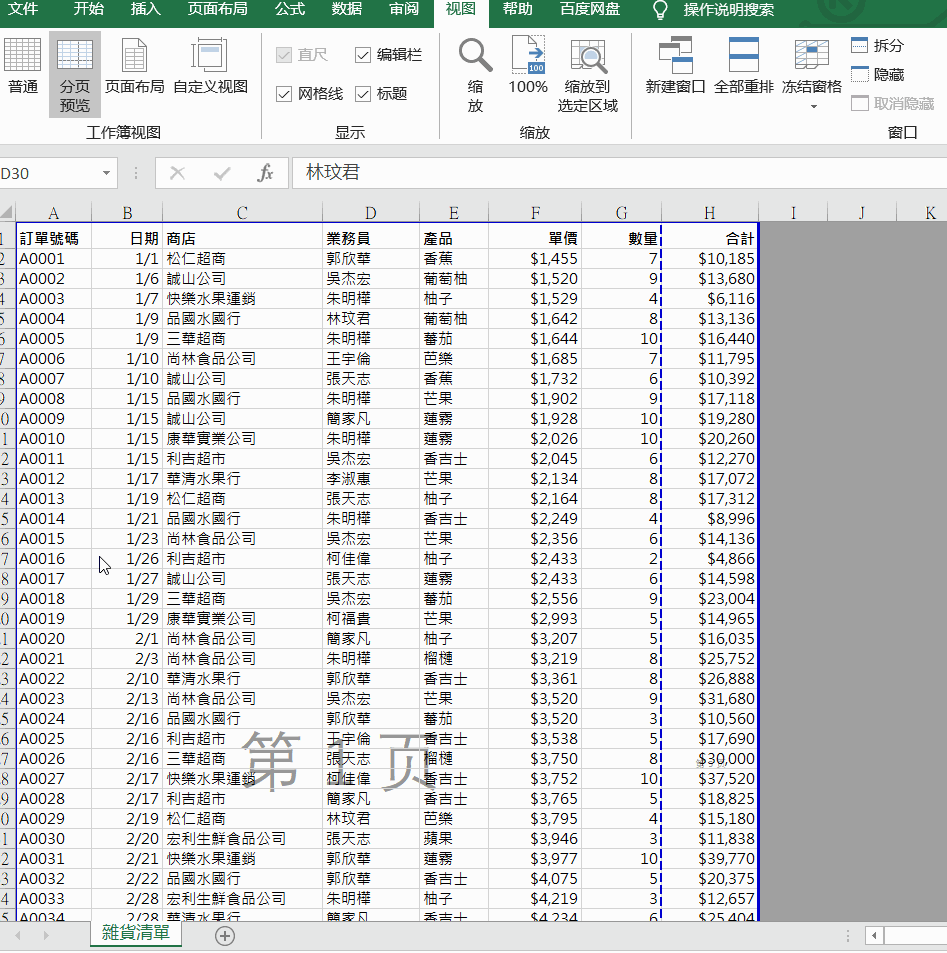 文件 开始 插入 页面布局 公式 数据 审阅 视图 帮助 百度网盘 操作说明搜索
普通 分页预览 页面布局 自定义视图 直尺 编辑栏 网格线 标题 缩放 100% 缩放到选定区域 新建窗口 全部重排 冻结窗格 拆分 隐藏 取消隐藏
工作簿视图 显示 缩放 窗口
D30 fx 林玟君
A B C D E F G H I J K
1 訂單號碼 日期 商店 業務員 產品 單價 數量 合計
2 A0001 1/1 松仁超商 郭欣華 香蕉 $1,455 7 $10,185
3 A0002 1/6 誠山公司 吳杰宏 葡萄柚 $1,520 9 $13,680
4 A0003 1/7 快樂水果運銷 朱明樺 柚子 $1,529 4 $6,116
5 A0004 1/9 品國水國行 林玟君 葡萄柚 $1,642 8 $13,136
A0005 1/9 三華超商 朱明樺 蕃茄 $1,644 10 $16,440
A0006 1/10 尚林食品公司 王宇倫 芭樂 $1,685 7 $11,795
A0007 1/10 誠山公司 張天志 香蕉 $1,732 6 $10,392
A0008 1/15 品國水國行 朱明樺 芒果 $1,902 9 $17,118
A0009 1/15 誠山公司 簡家凡 蓮霧 $1,928 10 $19,280
A0010 1/15 康華實業公司 朱明樺 蓮霧 $2,026 10 $20,260
A0011 1/15 利吉超市 吳杰宏 香吉士 $2,045 6 $12,270
A0012 1/17 華清水果行 李淑惠 芒果 $2,134 8 $17,072
A0013 1/19 松仁超商 張天志 柚子 $2,164 8 $17,312
A0014 1/21 品國水國行 朱明樺 香吉士 $2,249 4 $8,996
A0015 1/23 尚林食品公司 吳杰宏 芒果 $2,356 6 $14,136
A0016 1/26 利吉超市 柯佳偉 柚子 $2,433 2 $4,866
A0017 1/27 誠山公司 張天志 蓮霧 $2,433 6 $14,598
A0018 1/29 三華超商 吳杰宏 蕃茄 $2,556 9 $23,004
A0019 1/29 康華實業公司 柯福貴 芒果 $2,993 5 $14,965
A0020 2/1 尚林食品公司 簡家凡 柚子 $3,207 5 $16,035
A0021 2/3 尚林食品公司 朱明樺 榴槤 $3,219 8 $25,752
A0022 2/10 華清水果行 郭欣華 香吉士 $3,361 8 $26,888
A0023 2/13 尚林食品公司 吳杰宏 芒果 $3,520 9 $31,680
A0024 2/16 品國水國行 郭欣華 蕃茄 $3,520 3 $10,560
A0025 2/16 利吉超市 王宇倫 香吉士 $3,538 5 $17,690
A0026 2/16 三華超商 張天志 榴槤 $3,750 8 $30,000
第 1 页
A0027 2/17 快樂水果運銷 柯佳偉 香吉士 $3,752 10 $37,520
A0028 2/17 利吉超市 簡家凡 香吉士 $3,765 5 $18,825
A0029 2/19 松仁超商 林玟君 芭樂 $3,795 4 $15,180
A0030 2/20 宏利生鮮食品公司 張天志 蘋果 $3,946 3 $11,838
A0031 2/21 快樂水果運銷 郭欣華 蓮霧 $3,977 10 $39,770
A0032 2/22 品國水國行 郭欣華 香吉士 $4,075 5 $20,375
A0033 2/28 宏利生鮮食品公司 朱明樺 柚子 $4,219 3 $12,657
A0034 2/28 華清水果行 簡家凡 香吉士 $4,234 6 $25,404
雜貨清單